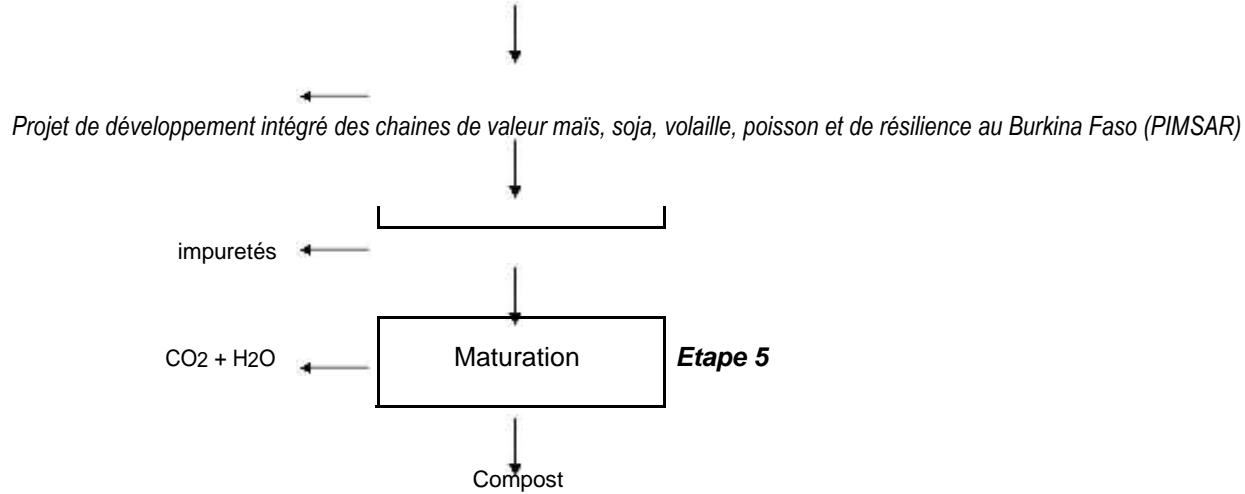 Projet de développement intégré des chaines de valeur maïs, soja, volaille, poisson et de résilience au Burkina Faso (PIMSAR)
impuretés
CO2 + H2O
Maturation
Etape 5
Compost